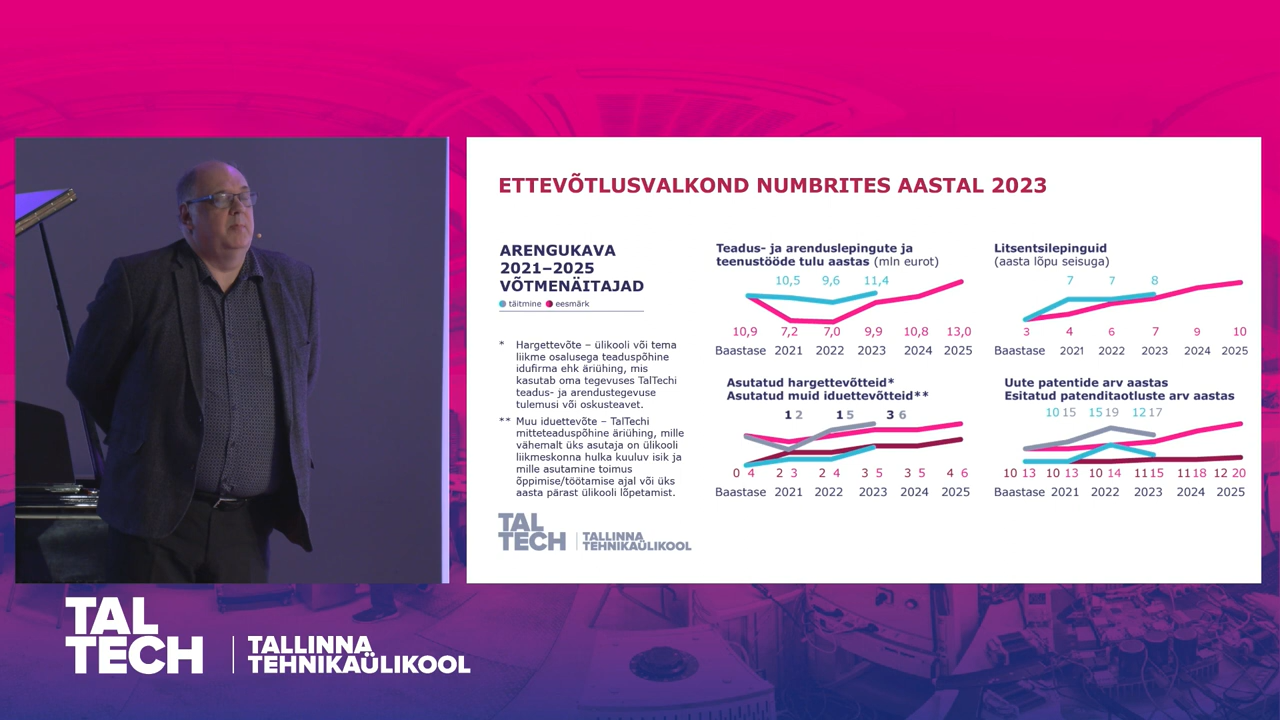 ETTEVÕTLUSVALKOND NUMBRITES AASTAL 2023
ARENGUKAVA
2021–2025
VÕTMENÄITAJAD
täitmine eesmärk
* Hargettevõte – ülikooli või tema
liikme osalusega teaduspõhine
idufirma ehk äriühing, mis
kasutab oma tegevuses TalTechi
teadus- ja arendustegevuse
tulemusi või oskusteavet.
** Muu iduettevõte – TalTechi
mitteteaduspõhine äriühing, mille
vähemalt üks asutaja on ülikooli
liikmeskonna hulka kuuluv isik ja
mille asutamine toimus
õppimise/töötamise ajal või üks
aasta pärast ülikooli lõpetamist.
Teadus- ja arenduslepingute ja
teenustööde tulu aastas (mln eurot)
10,5 9,6 11,4
10,9 7,2 7,0 9,9 10,8 13,0
Baastase 2021 2022 2023 2024 2025
Litsentsilepinguid
(aasta lõpu seisuga)
7 7 8
3 4 6 7 9 10
Baastase 2021 2022 2023 2024 2025
Asutatud hargettevõtteid*
Asutatud muid iduettevõtteid**
1 2 1 5 3 6
0 4 2 3 2 4 3 5 3 5 4 6
Baastase 2021 2022 2023 2024 2025
Uute patentide arv aastas
Esitatud patenditaotluste arv aastas
10 15 15 19 12 17
10 13 10 13 10 14 11 15 11 18 12 20
Baastase 2021 2022 2023 2024 2025
TAL
TECH
TALLINNA
TEHNIKAÜLIKOOL
TAL
TECH
TALLINNA
TEHNIKAÜLIKOOL